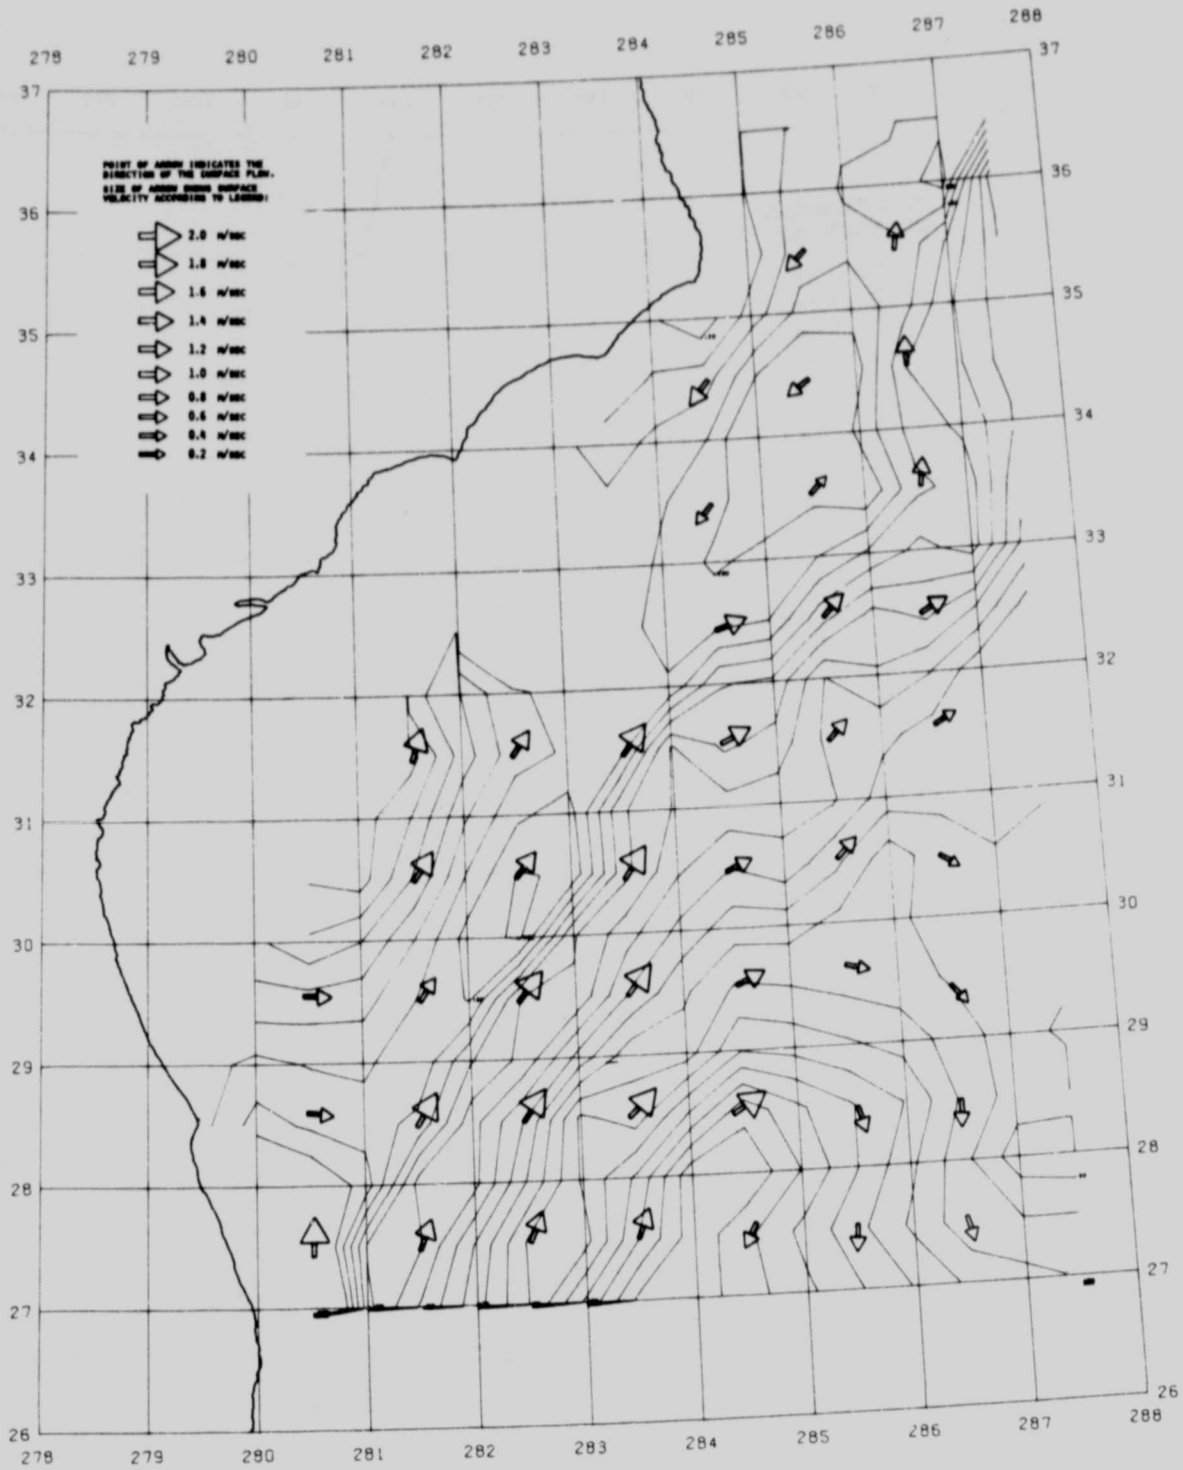 278 279 280 281 282 283 284 285 286 287 288
37 37
POINT OF ARROW INDICATES THE
DIRECTION OF THE SURFACE FLOW.
SIZE OF ARROW SHOWS SURFACE
VELOCITY ACCORDING TO LEGEND:
36 36
2.0 M/SEC
1.8 M/SEC
1.6 M/SEC
1.4 M/SEC
1.2 M/SEC
1.0 M/SEC
0.8 M/SEC
0.6 M/SEC
0.4 M/SEC
0.2 M/SEC
35 35
34 34
33 33
32 32
31 31
30 30
29 29
28 28
27 27
26 26
278 279 280 281 282 283 284 285 286 287 288